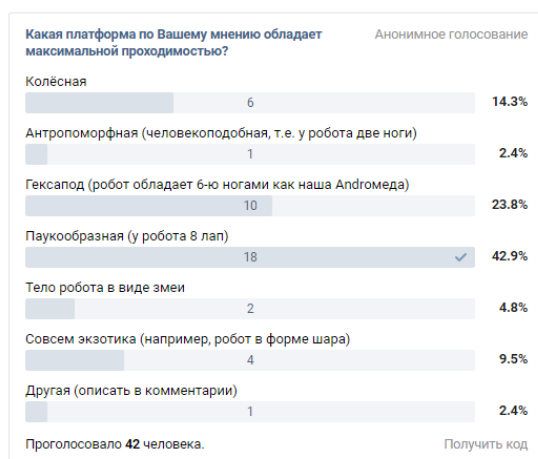 Какая платформа по Вашему мнению обладает Анонимное голосование
максимальной проходимостью?
Колёсная
6 14.3%
Антропоморфная (человекоподобная, т.е. у робота две ноги)
1 2.4%
Гексапод (робот обладает 6-ю ногами как наша Andromеда)
10 23.8%
Паукообразная (у робота 8 лап)
18 42.9%
Тело робота в виде змеи
2 4.8%
Совсем экзотика (например, робот в форме шара)
4 9.5%
Другая (описать в комментарии)
1 2.4%
Проголосовало 42 человека. Получить код